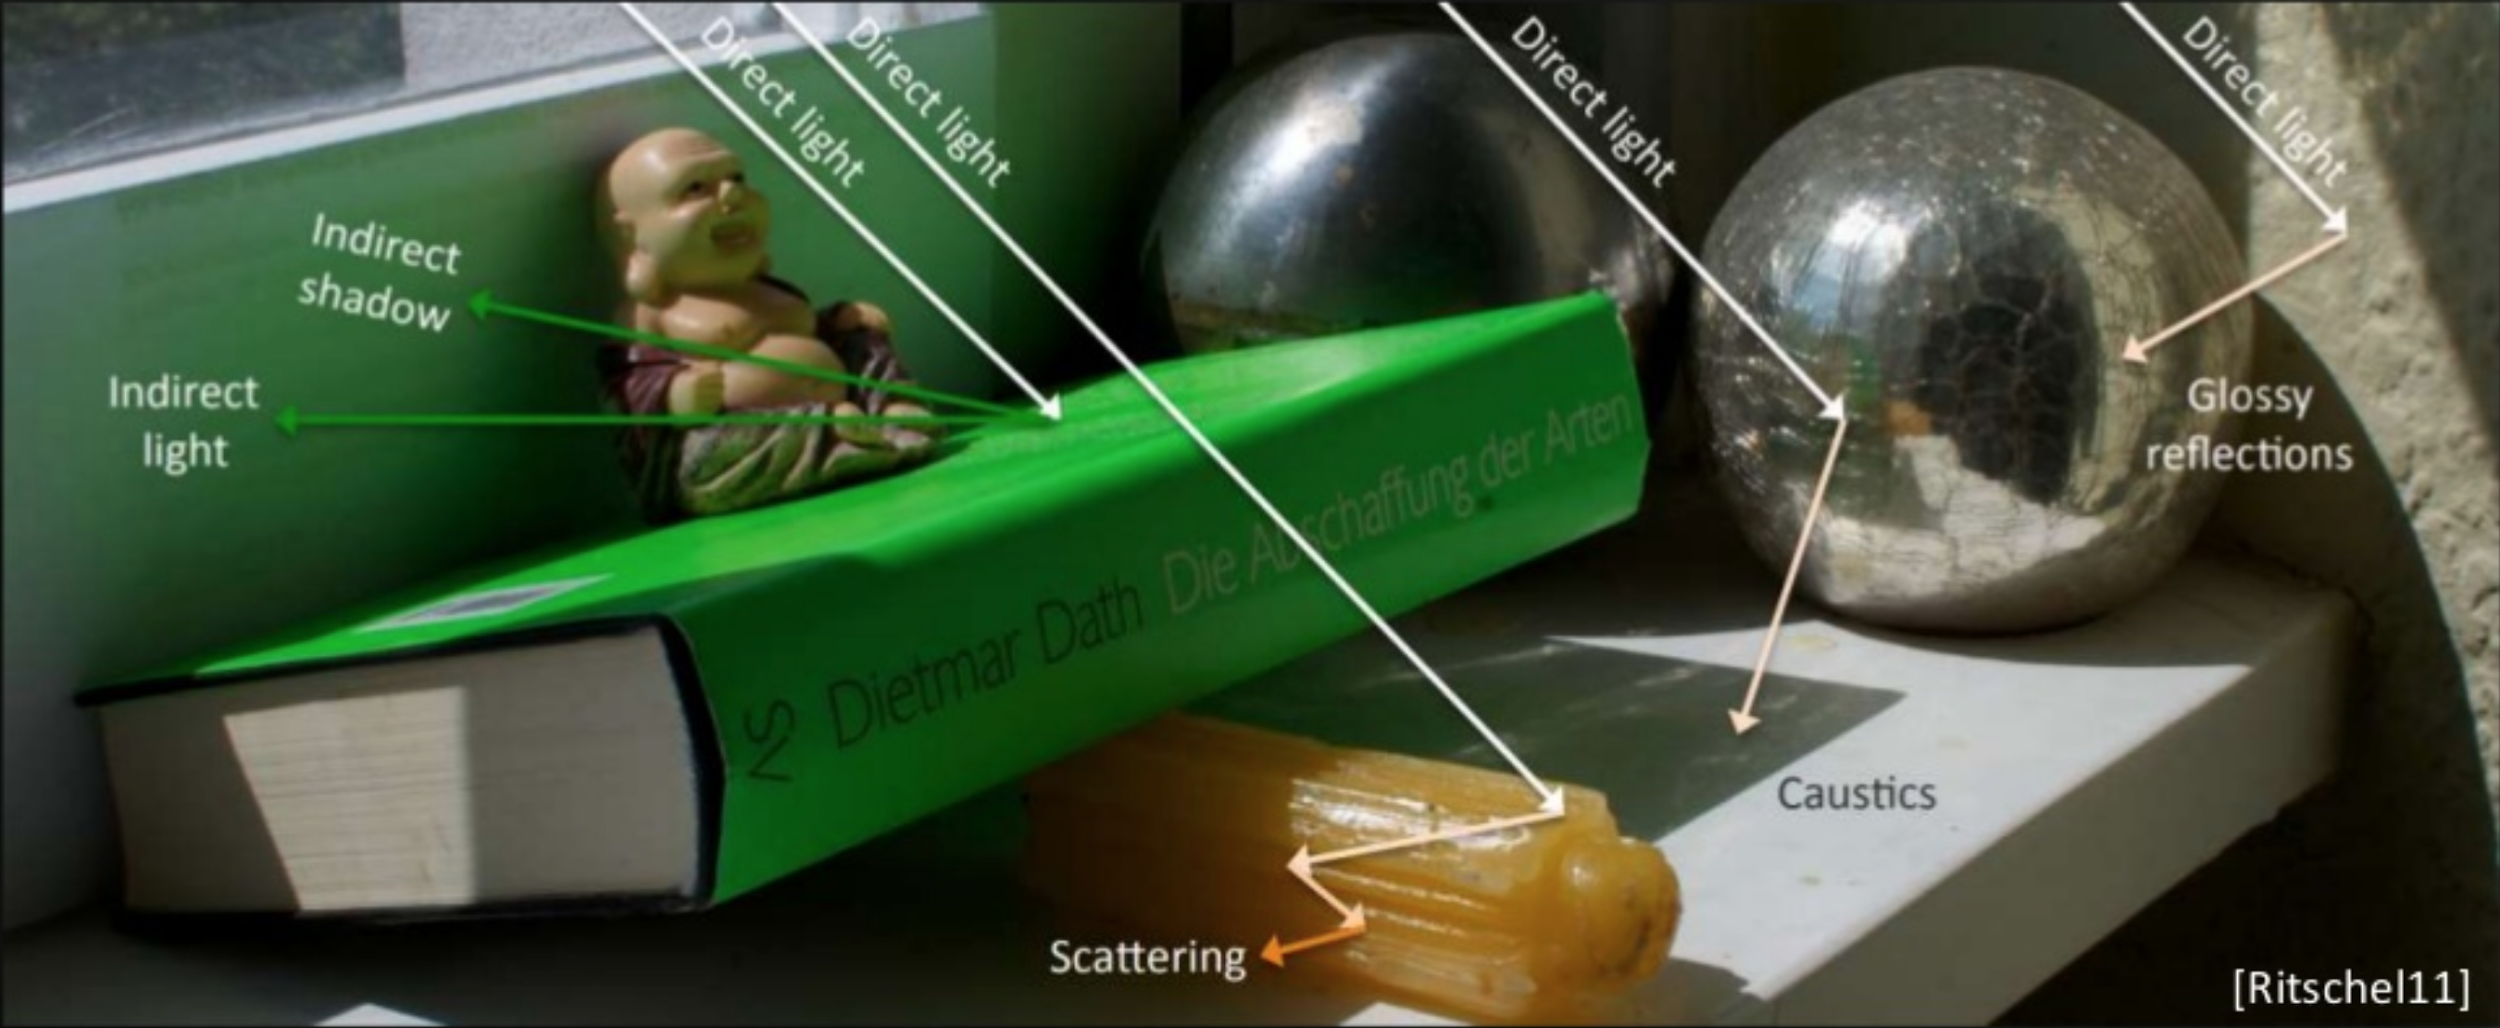 Direct light
Direct light
Direct light
Direct light
Indirect
shadow
Indirect
light
Glossy
reflections
Dietmar Dath Die Abschaffung der Arten
SV
Caustics
Scattering
[Ritschel11]